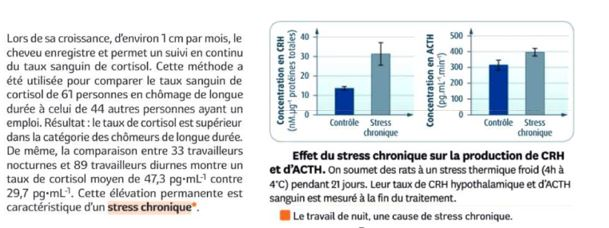 Lors de sa croissance, d'environ 1 cm par mois, le
cheveu enregistre et permet un suivi en continu
du taux sanguin de cortisol. Cette méthode a
été utilisée pour comparer le taux sanguin de
cortisol de 61 personnes en chômage de longue
durée à celui de 44 autres personnes ayant un
emploi. Résultat : le taux de cortisol est supérieur
dans la catégorie des chômeurs de longue durée.
De même, la comparaison entre 33 travailleurs
nocturnes et 89 travailleurs diurnes montre un
taux de cortisol moyen de 47,3 pg·mL⁻¹ contre
29,7 pg·mL⁻¹. Cette élévation permanente est
caractéristique d'un stress chronique*.
Concentration en CRH
(nM.µg⁻¹ protéines totales)
40
30
20
10
0
Contrôle
Stress
chronique
Concentration en ACTH
(pg.mL⁻¹.min⁻¹)
500
400
300
200
100
0
Contrôle
Stress
chronique
Effet du stress chronique sur la production de CRH
et d'ACTH. On soumet des rats à un stress thermique froid (4h à
4°C) pendant 21 jours. Leur taux de CRH hypothalamique et d'ACTH
sanguin est mesuré à la fin du traitement.
Le travail de nuit, une cause de stress chronique.